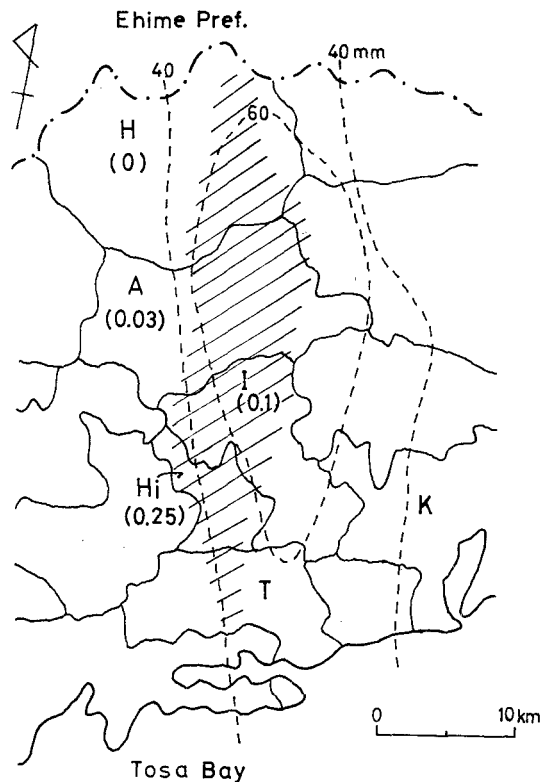 Ehime Pref.
40
40 mm
60
H
(0)
A
(0.03)
I
(0.1)
Hi
(0.25)
K
T
0
10 km
Tosa Bay